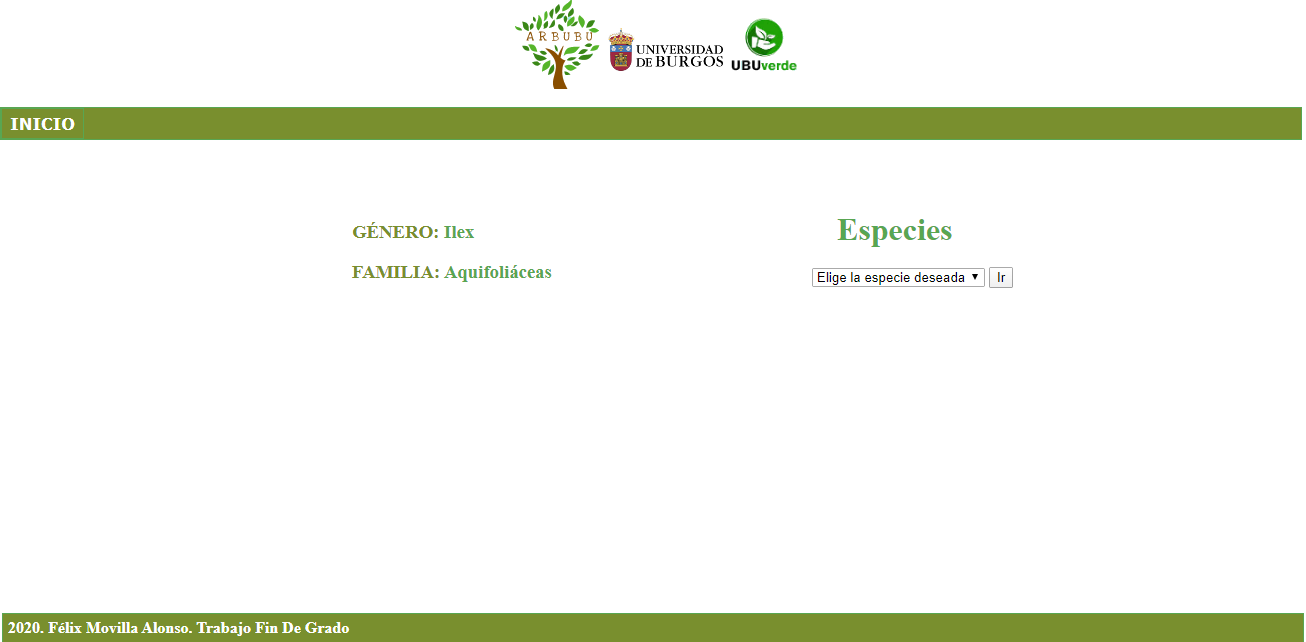 ARBUBU
UNIVERSIDAD
DE BURGOS
UBUverde
INICIO
GÉNERO: Ilex
FAMILIA: Aquifoliáceas
Especies
Elige la especie deseada
Ir
2020. Félix Movilla Alonso. Trabajo Fin De Grado